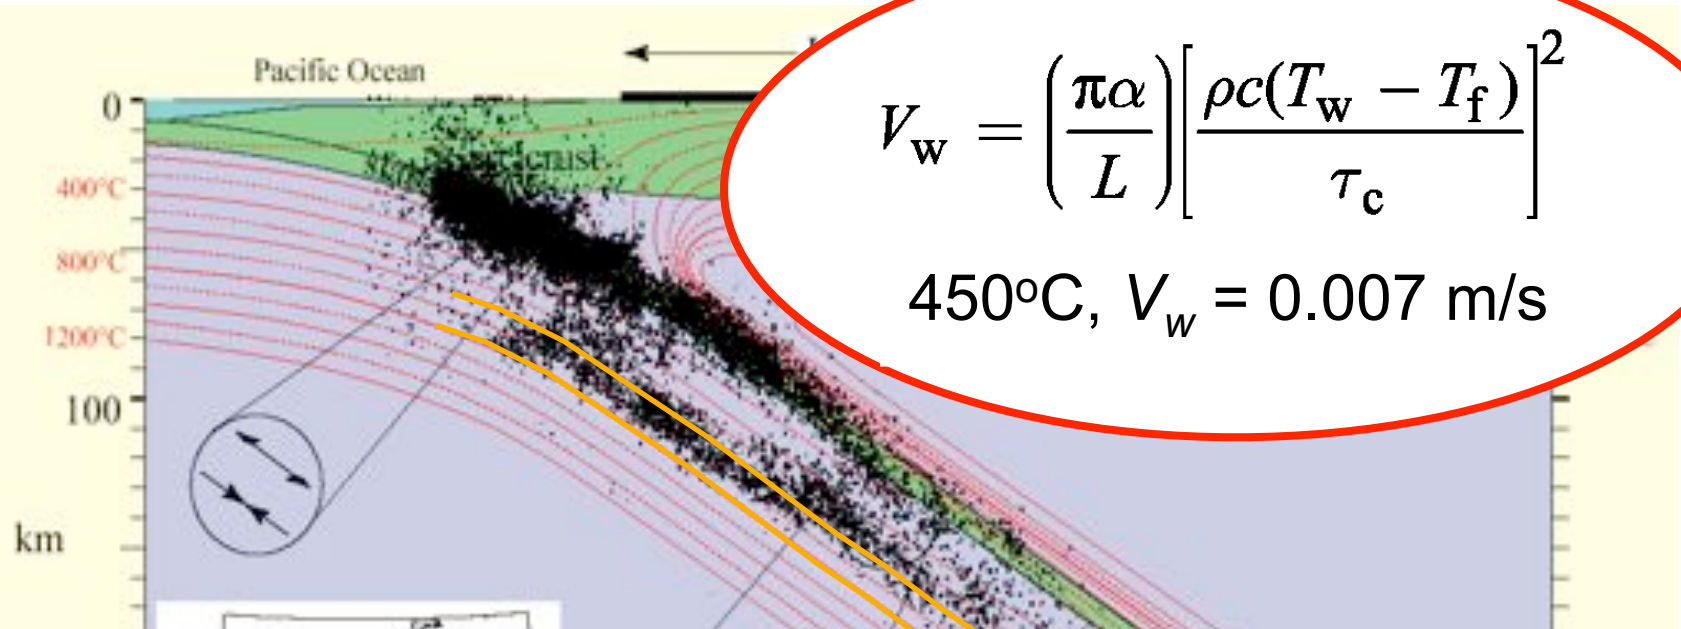 Pacific Ocean
0
400°C
800°C
1200°C
100
km
V_w = (πα / L) [ρc(T_w − T_f) / τ_c]^2
450°C, V_w = 0.007 m/s